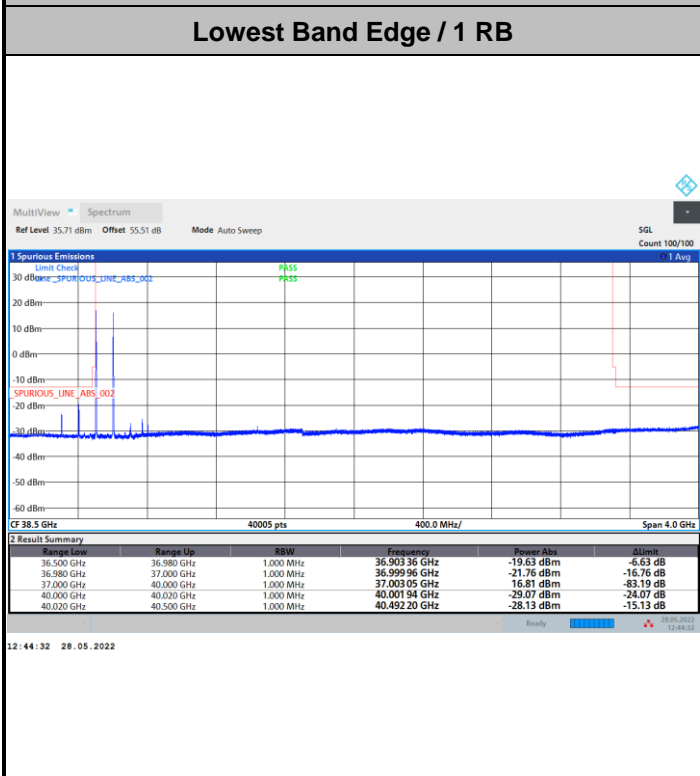 Lowest Band Edge / 1 RB
MultiView Spectrum
Ref Level 35.71 dBm Offset 55.51 dB Mode Auto Sweep SGL
Count 100/100
1 Spurious Emissions 1 Avg
Limit Check PASS
30 dBm Line _SPURIOUS_LINE_ABS_002 PASS
20 dBm
10 dBm
0 dBm
-10 dBm
_SPURIOUS_LINE_ABS_002
-20 dBm
-30 dBm
-40 dBm
-50 dBm
-60 dBm
CF 38.5 GHz 40005 pts 400.0 MHz/ Span 4.0 GHz
2 Result Summary
Range Low Range Up RBW Frequency Power Abs ΔLimit
36.500 GHz 36.980 GHz 1.000 MHz 36.903 36 GHz -19.63 dBm -6.63 dB
36.980 GHz 37.000 GHz 1.000 MHz 36.999 96 GHz -21.76 dBm -16.76 dB
37.000 GHz 40.000 GHz 1.000 MHz 37.003 05 GHz 16.81 dBm -83.19 dB
40.000 GHz 40.020 GHz 1.000 MHz 40.001 94 GHz -29.07 dBm -24.07 dB
40.020 GHz 40.500 GHz 1.000 MHz 40.492 20 GHz -28.13 dBm -15.13 dB
Ready 28.05.2022
12:44:32
12:44:32 28.05.2022